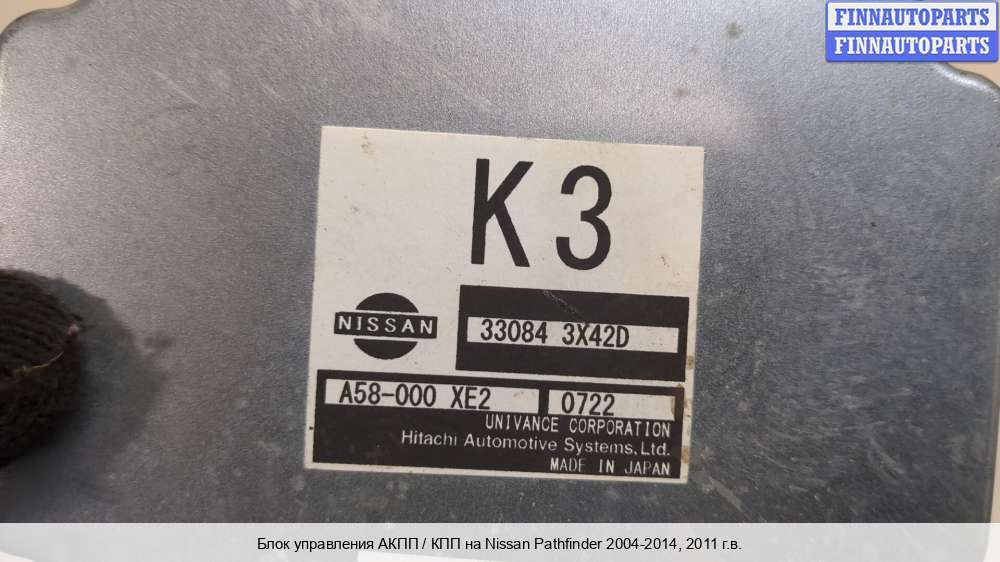 FINNAUTOPARTS
FINNAUTOPARTS
K3
NISSAN
33084 3X42D
A58-000 XE2 0722
UNIVANCE CORPORATION
Hitachi Automotive Systems,Ltd.
MADE IN JAPAN
Блок управления АКПП / КПП на Nissan Pathfinder 2004-2014, 2011 г.в.